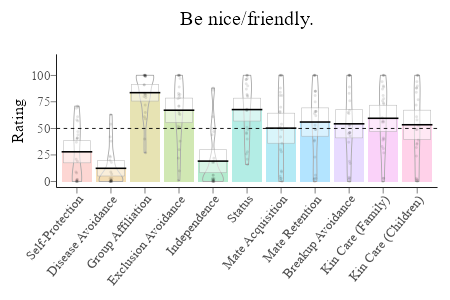 Be nice/friendly.
Rating
100
75
50
25
0
Self-Protection
Disease Avoidance
Group Affiliation
Exclusion Avoidance
Independence
Status
Mate Acquisition
Mate Retention
Breakup Avoidance
Kin Care (Family)
Kin Care (Children)